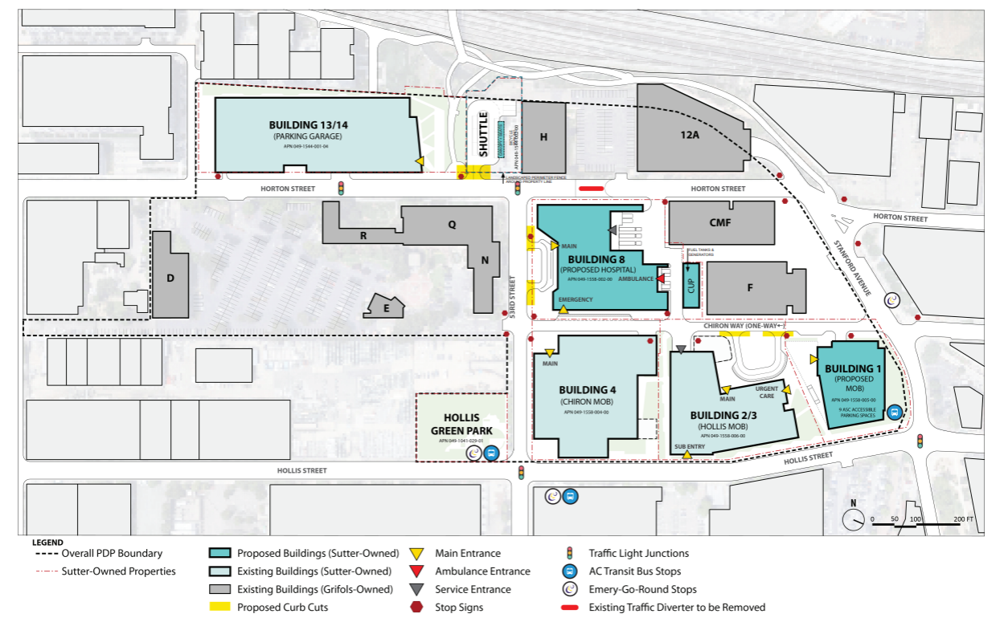 BUILDING 13/14
(PARKING GARAGE)
APN 049-1544-001-04
SHUTTLE
BICYCLE
H
12A
LANDSCAPED PERIMETER FENCE
AROUND PROPERTY LINE
HORTON STREET
HORTON STREET
HORTON STREET
STANFORD AVENUE
R
Q
N
D
E
53RD STREET
MAIN
BUILDING 8
(PROPOSED HOSPITAL)
APN 049-1558-002-00
AMBULANCE
EMERGENCY
CMF
FUEL TANKS &
GENERATORS
CUP
F
CHIRON WAY (ONE-WAY
MAIN
BUILDING 4
(CHIRON MOB)
APN 049-1558-004-00
MAIN
URGENT
CARE
BUILDING 2/3
(HOLLIS MOB)
APN 049-1558-006-00
SUB ENTRY
BUILDING 1
(PROPOSED
MOB)
APN 049-1558-005-00
9 ASC ACCESSIBLE
PARKING SPACES
HOLLIS
GREEN PARK
APN 049-1041-029-01
HOLLIS STREET
HOLLIS STREET
N
0 50 100 200 FT
LEGEND
Overall PDP Boundary
Sutter-Owned Properties
Proposed Buildings (Sutter-Owned)
Existing Buildings (Sutter-Owned)
Existing Buildings (Grifols-Owned)
Proposed Curb Cuts
Main Entrance
Ambulance Entrance
Service Entrance
Stop Signs
Traffic Light Junctions
AC Transit Bus Stops
Emery-Go-Round Stops
Existing Traffic Diverter to be Removed